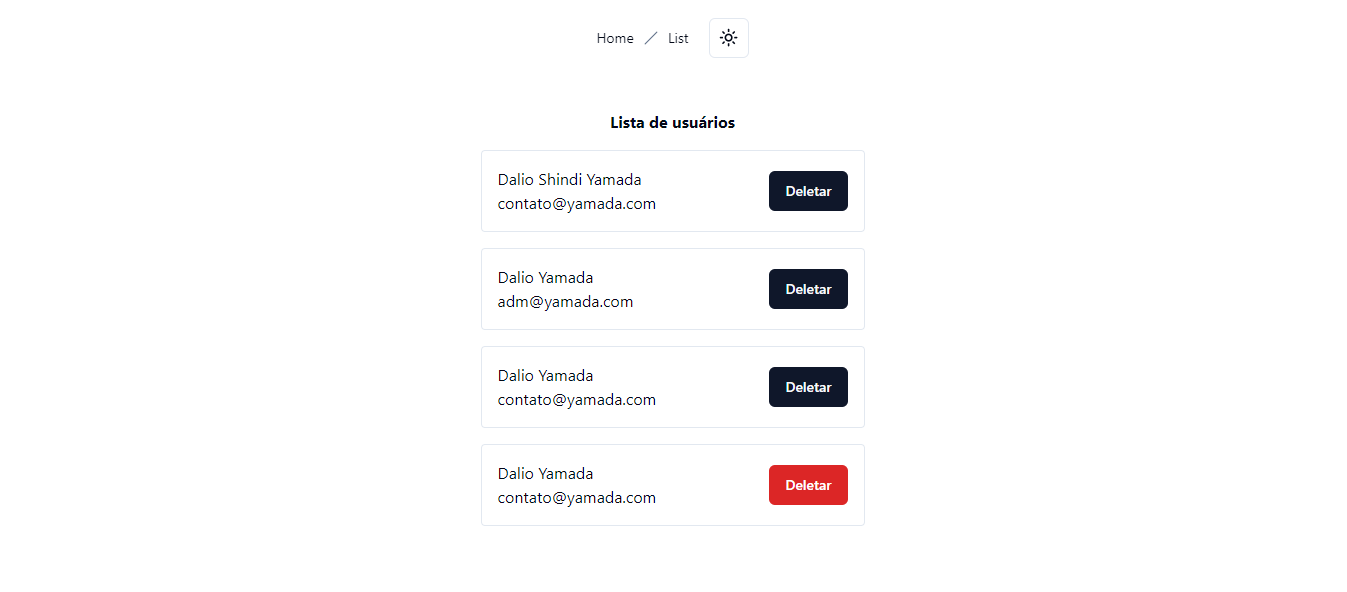 Home / List
Lista de usuários
Dalio Shindi Yamada
contato@yamada.com
Deletar
Dalio Yamada
adm@yamada.com
Deletar
Dalio Yamada
contato@yamada.com
Deletar
Dalio Yamada
contato@yamada.com
Deletar